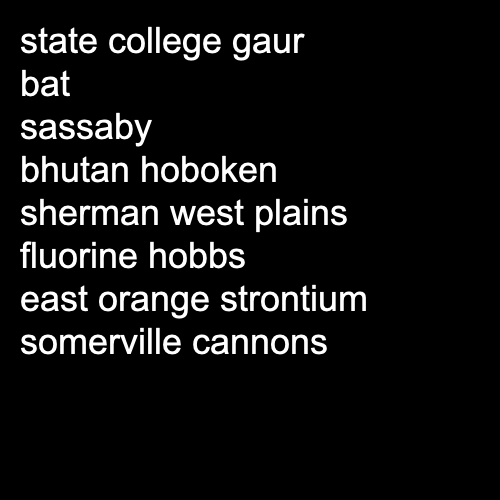 state college gaur
bat
sassaby
bhutan hoboken
sherman west plains
fluorine hobbs
east orange strontium
somerville cannons